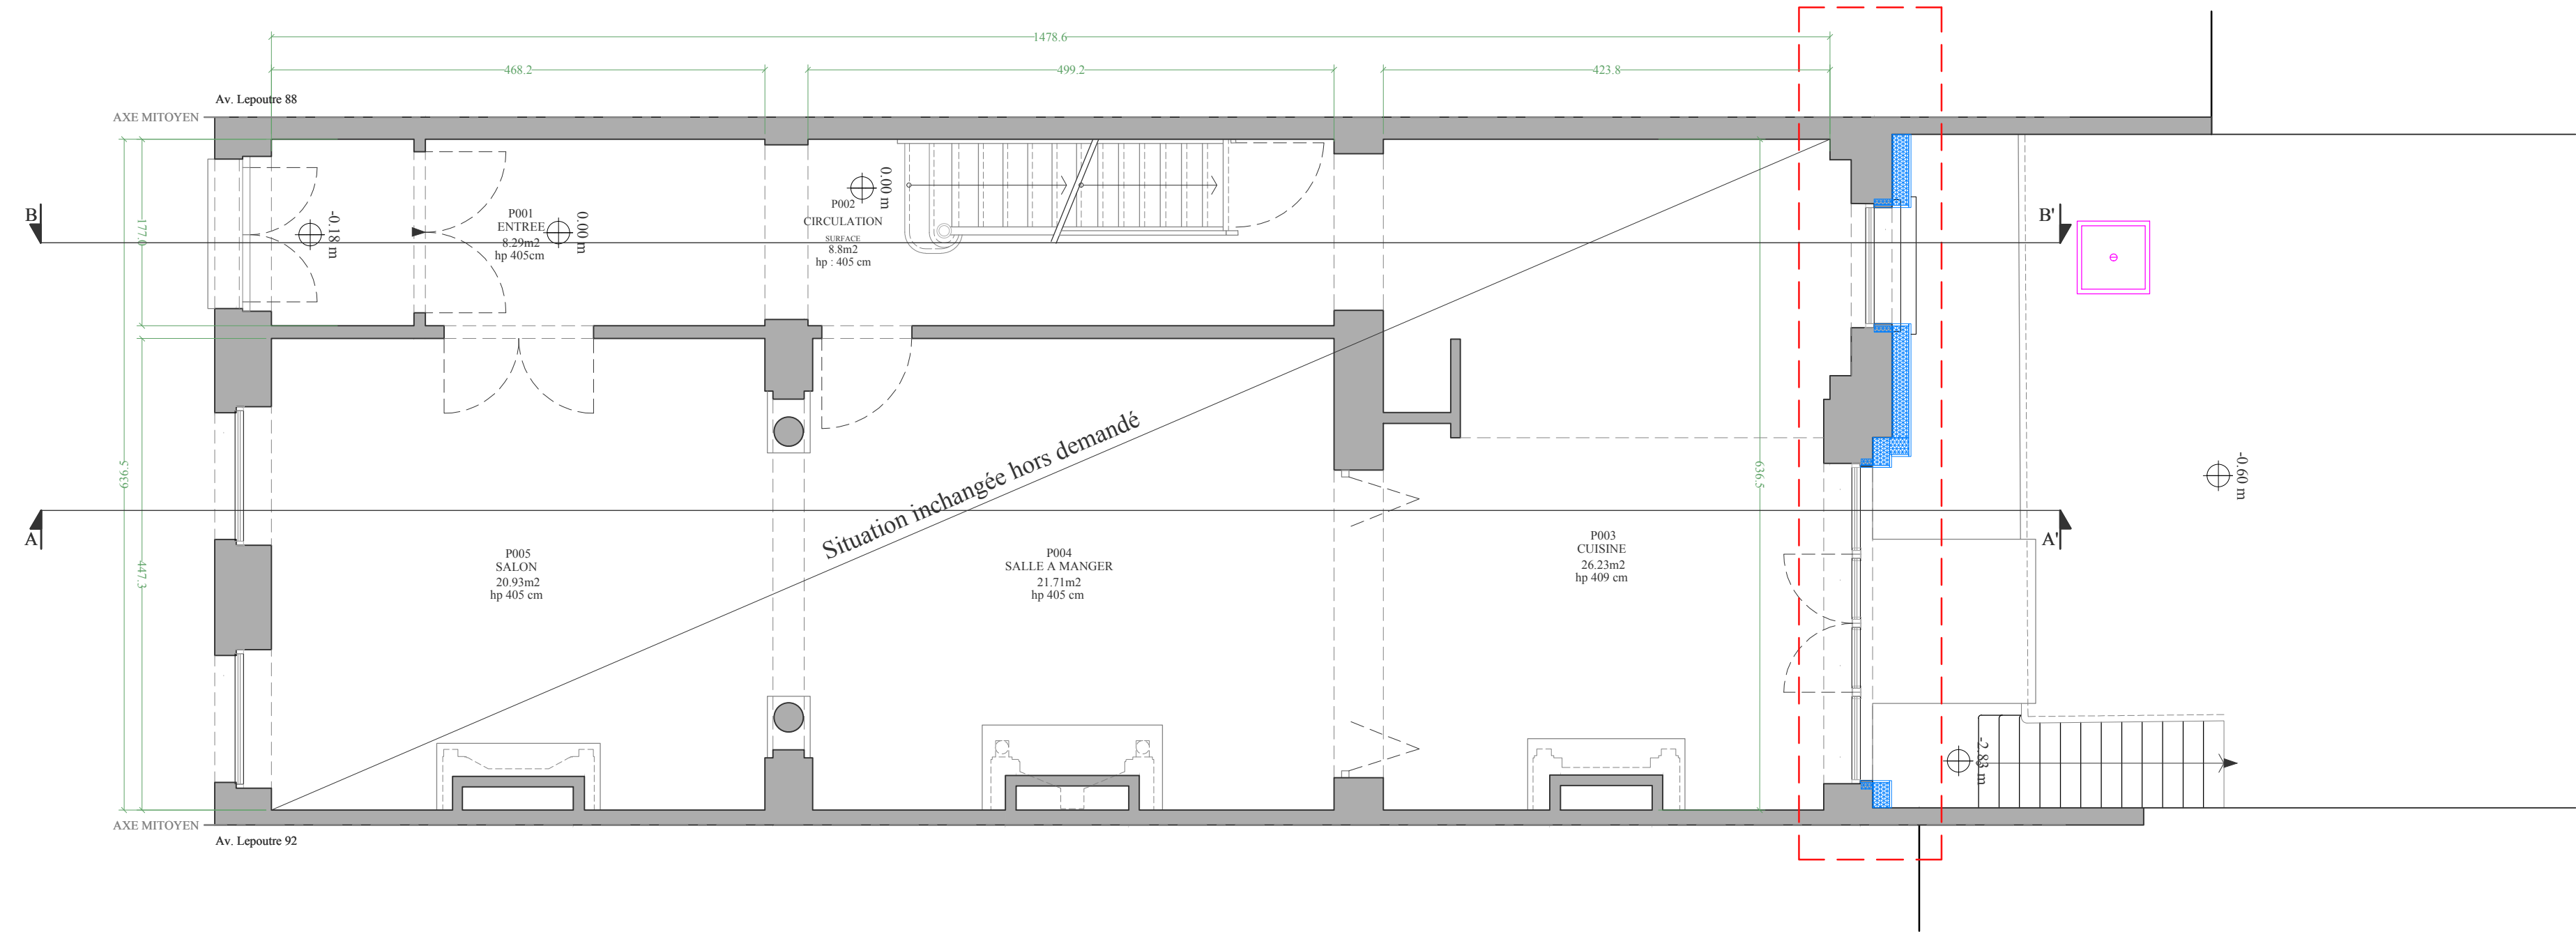 1478.6
468.2
499.2
423.8
Av. Lepoutre 88
AXE MITOYEN
B
B'
-0.18 m
P001
ENTREE
8.29m2
hp 405cm
0.00 m
P002
CIRCULATION
SURFACE
8.8m2
hp : 405 cm
0.00 m
636.5
447.3
636.5
Situation inchangée hors demandé
-0.60 m
A
A'
P005
SALON
20.93m2
hp 405 cm
P004
SALLE A MANGER
21.71m2
hp 405 cm
P003
CUISINE
26.23m2
hp 409 cm
-2.83 m
AXE MITOYEN
Av. Lepoutre 92